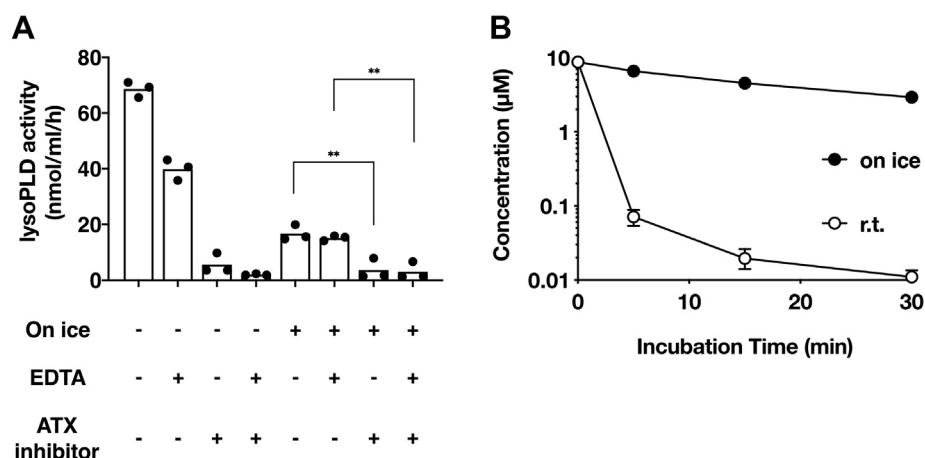 A
lysoPLD activity
(nmol/ml/h)
80
60
40
20
0
**
**
On ice - - - - + + + +
EDTA - + - + - + - +
ATX
inhibitor - - + + - - + +
B
Concentration (μM)
10
1
0.1
0.01
on ice
r.t.
0 10 20 30
Incubation Time (min)